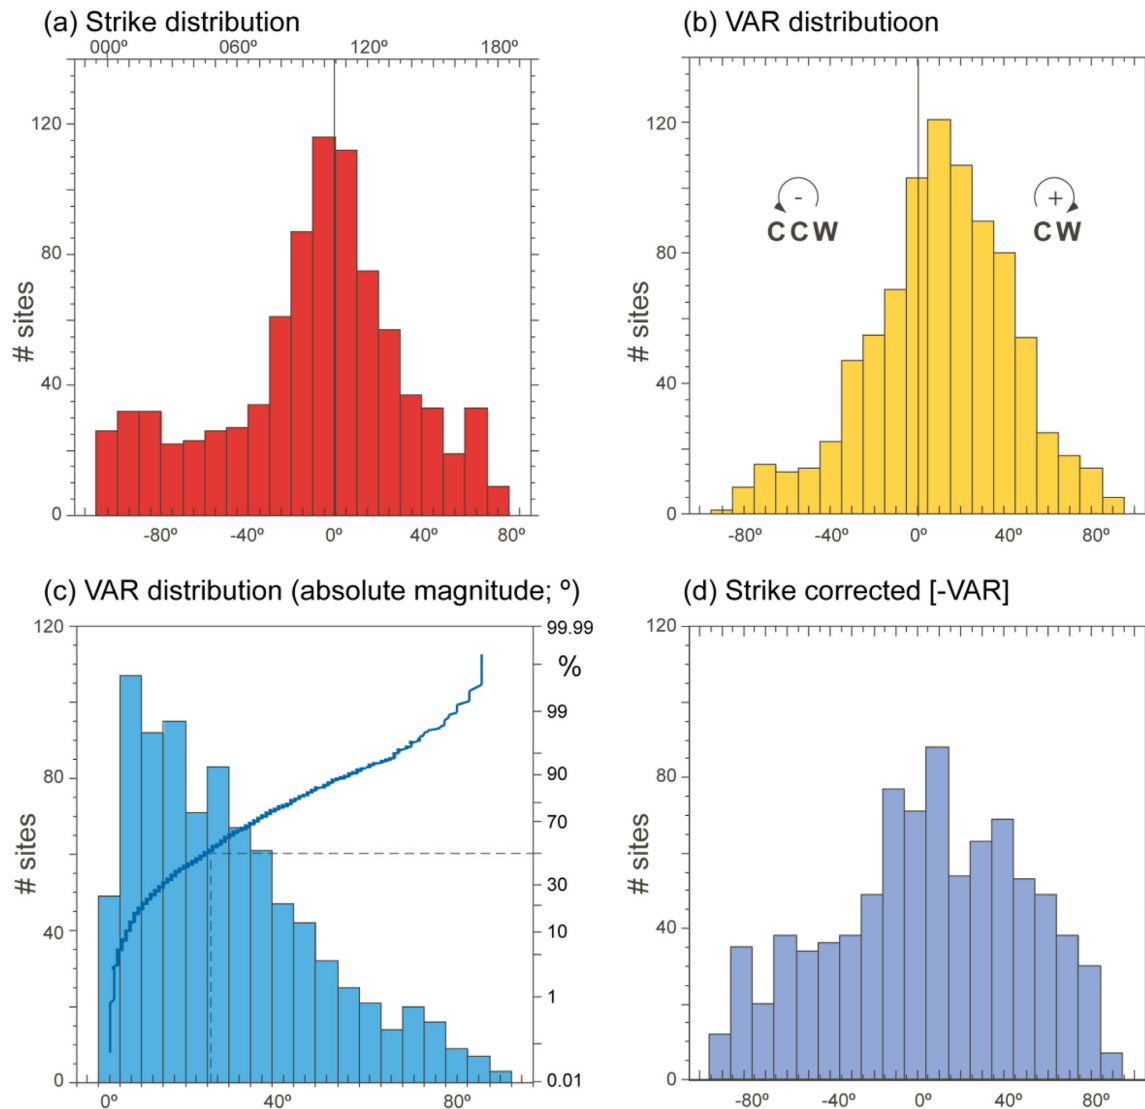 (a) Strike distribution
000º 060º 120º 180º
# sites
120
80
40
0
-80º -40º 0º 40º 80º
(b) VAR distributioon
# sites
120
80
40
0
-
CCW
+
CW
-80º -40º 0º 40º 80º
(c) VAR distribution (absolute magnitude; º)
# sites
120
80
40
0
99.99
%
99
90
70
30
10
1
0.01
0º 40º 80º
(d) Strike corrected [-VAR]
# sites
120
80
40
0
-80º -40º 0º 40º 80º